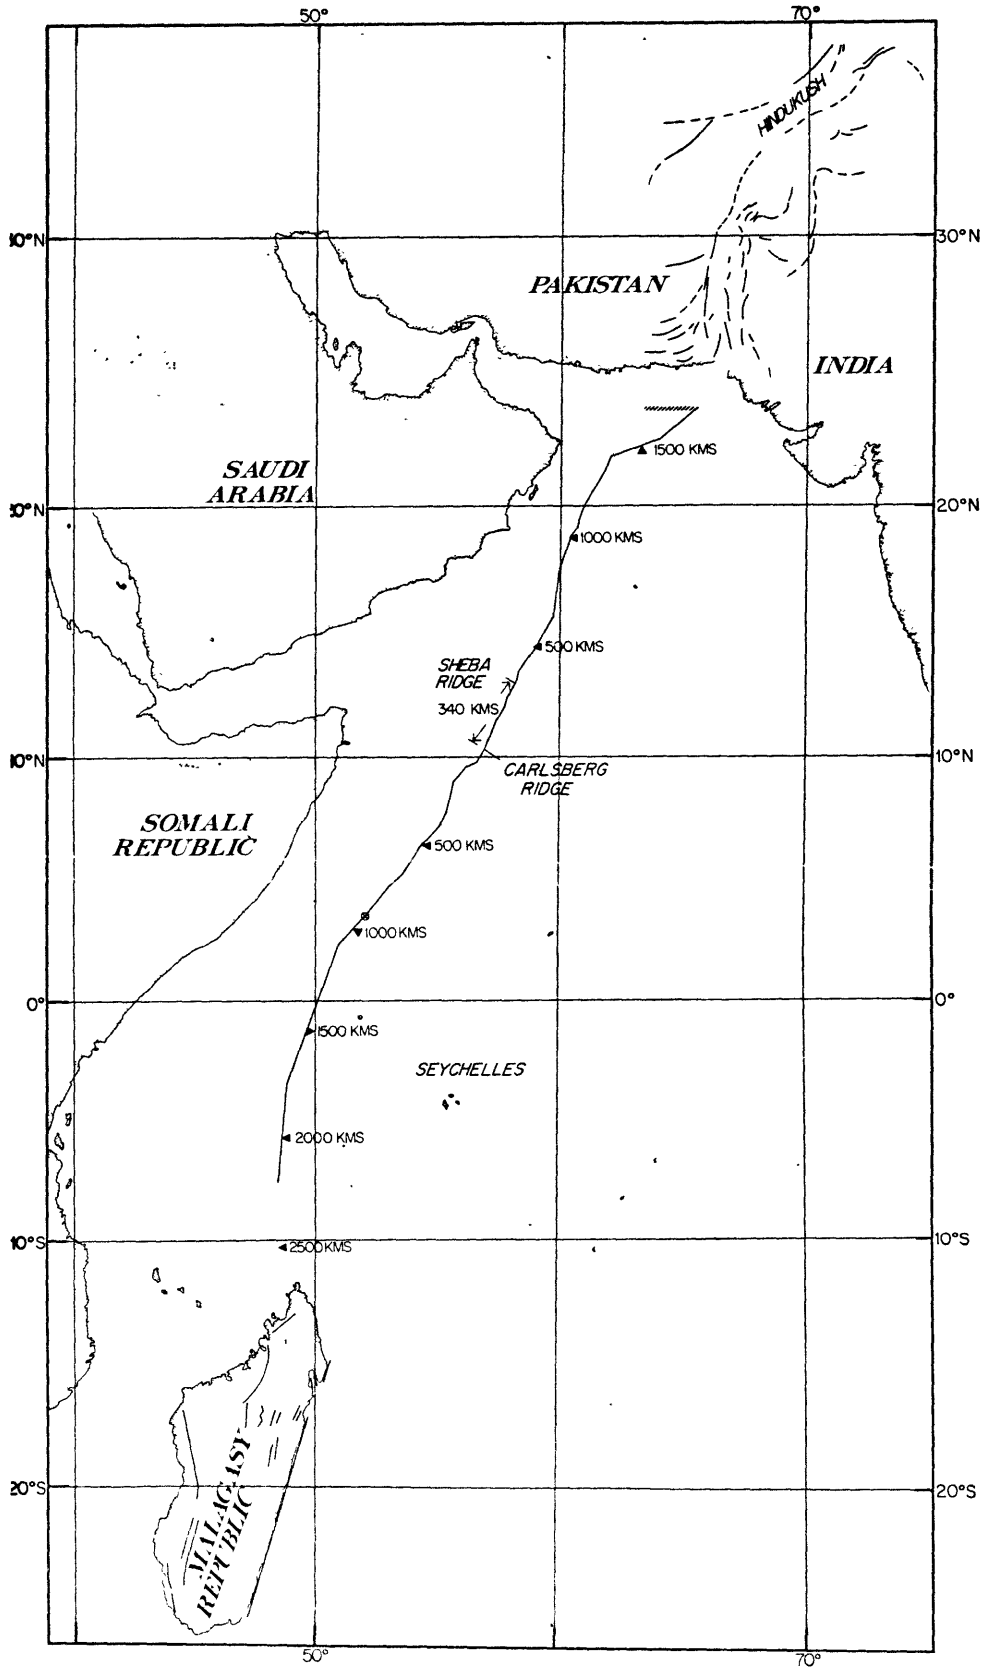 50°
70°
HINDUKUSH
30°N
PAKISTAN
INDIA
1500 KMS
SAUDI
ARABIA
20°N
1000 KMS
500 KMS
SHEBA
RIDGE
340 KMS
10°N
10°N
CARLSBERG
RIDGE
SOMALI
REPUBLIC
500 KMS
1000 KMS
0°
0°
1500 KMS
SEYCHELLES
2000 KMS
10°S
10°S
2500 KMS
20°S
20°S
MALAGASY
REPUBLIC
50°
70°